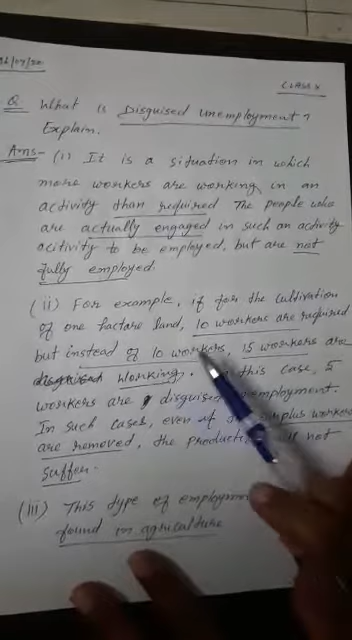 CLASS X
Q. What is Disguised unemployment?
Explain.
Ans- (i) It is a situation in which
more workers are working in an
activity than required The people who
are actually engaged in such an activity
acitivity to be employed, but are not
fully employed.
(ii) For example, if for the cultivation
of one factare land, 10 workers are required
but instead of 10 workers, 15 workers are
working. In this case, 5
workers are disguised employment.
In such cases, even if surplus workers
are removed, the not
suffer.
(iii) This type of
found in agriculture